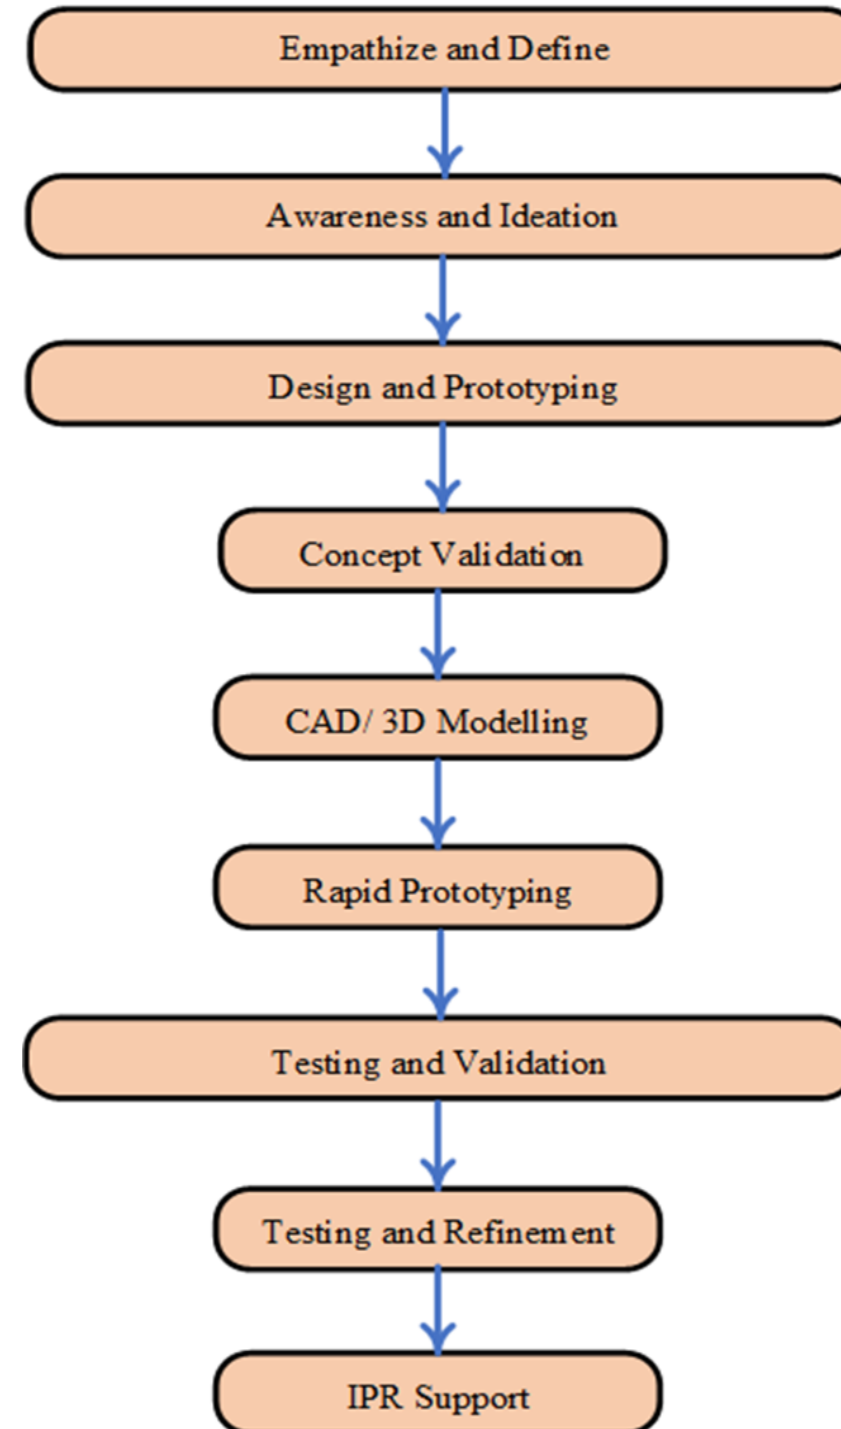 Empathize and Define
Awareness and Ideation
Design and Prototyping
Concept Validation
CAD/ 3D Modelling
Rapid Prototyping
Testing and Validation
Testing and Refinement
IPR Support